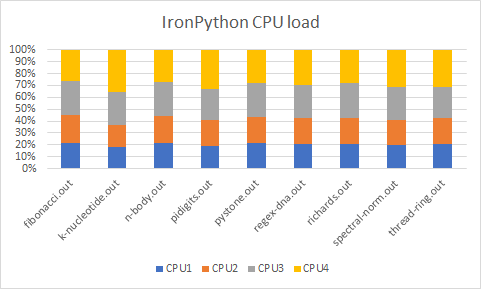 IronPython CPU load
100%
90%
80%
70%
60%
50%
40%
30%
20%
10%
0%
fibonacci.out
k-nucleotide.out
n-body.out
pidigits.out
pystone.out
regex-dna.out
richards.out
spectral-norm.out
thread-ring.out
CPU1 CPU2 CPU3 CPU4